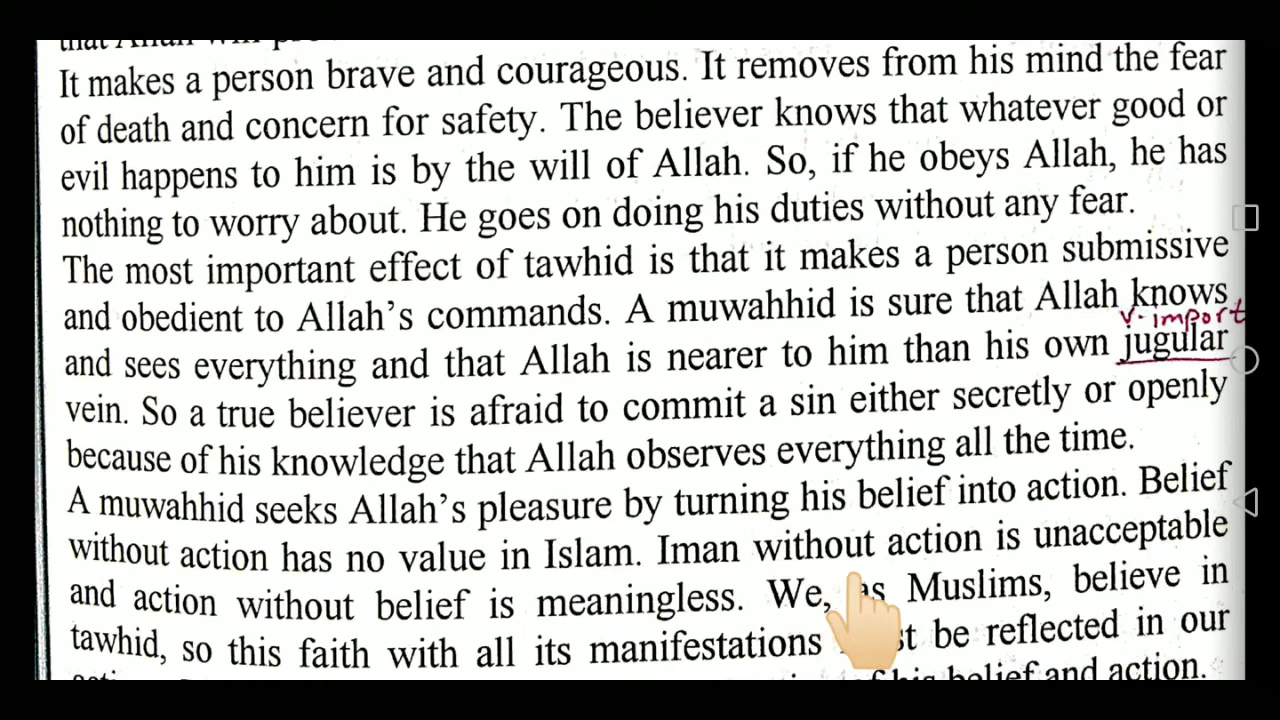 that Allah will
It makes a person brave and courageous. It removes from his mind the fear
of death and concern for safety. The believer knows that whatever good or
evil happens to him is by the will of Allah. So, if he obeys Allah, he has
nothing to worry about. He goes on doing his duties without any fear.
The most important effect of tawhid is that it makes a person submissive
and obedient to Allah's commands. A muwahhid is sure that Allah knows
v. import
and sees everything and that Allah is nearer to him than his own jugular
vein. So a true believer is afraid to commit a sin either secretly or openly
because of his knowledge that Allah observes everything all the time.
A muwahhid seeks Allah's pleasure by turning his belief into action. Belief
without action has no value in Islam. Iman without action is unacceptable
and action without belief is meaningless. We, as Muslims, believe in
tawhid, so this faith with all its manifestations be reflected in our
of his belief and action.